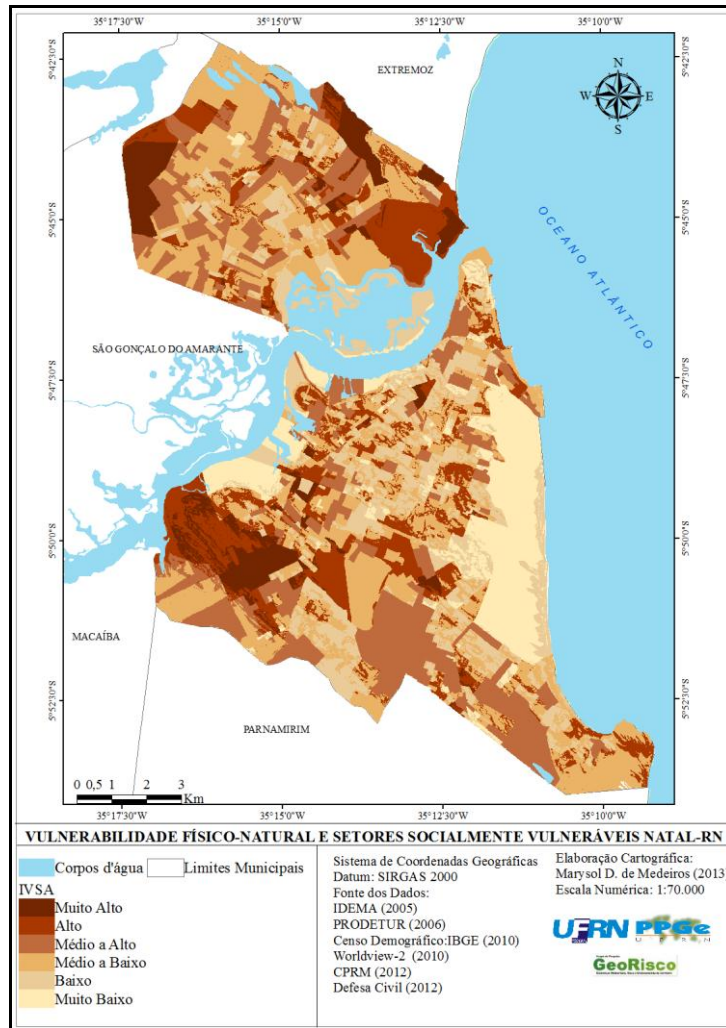 35°17'30"W 35°15'0"W 35°12'30"W 35°10'0"W
5°42'30"S 5°42'30"S
EXTREMOZ
N
W E
S
5°45'0"S 5°45'0"S
OCEANO ATLÂNTICO
SÃO GONÇALO DO AMARANTE
5°47'30"S 5°47'30"S
5°50'0"S 5°50'0"S
MACAÍBA
5°52'30"S 5°52'30"S
PARNAMIRIM
0 0,5 1 2 3
Km
35°17'30"W 35°15'0"W 35°12'30"W 35°10'0"W
VULNERABILIDADE FÍSICO-NATURAL E SETORES SOCIALMENTE VULNERÁVEIS NATAL-RN
Corpos d'água Limites Municipais
IVSA
Muito Alto
Alto
Médio a Alto
Médio a Baixo
Baixo
Muito Baixo
Sistema de Coordenadas Geográficas
Datum: SIRGAS 2000
Fonte dos Dados:
IDEMA (2005)
PRODETUR (2006)
Censo Demográfico:IBGE (2010)
Worldview-2 (2010)
CPRM (2012)
Defesa Civil (2012)
Elaboração Cartográfica:
Marysol D. de Medeiros (2013)
Escala Numérica: 1:70.000
UFRN PPGe
UFRN
GeoRisco